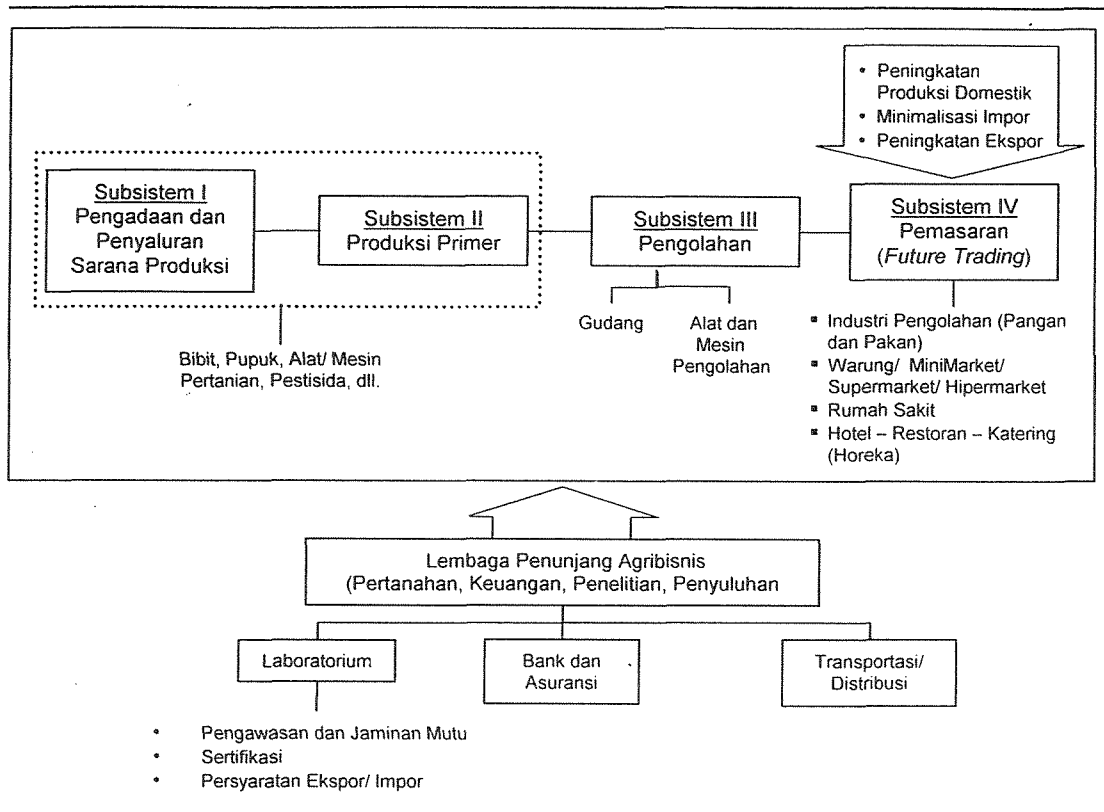 • Peningkatan
Produksi Domestik
• Minimalisasi Impor
• Peningkatan Ekspor
Subsistem I
Pengadaan dan
Penyaluran
Sarana Produksi
Subsistem II
Produksi Primer
Subsistem III
Pengolahan
Subsistem IV
Pemasaran
(Future Trading)
Bibit, Pupuk, Alat/ Mesin
Pertanian, Pestisida, dll.
Gudang
Alat dan
Mesin
Pengolahan
▪ Industri Pengolahan (Pangan
dan Pakan)
▪ Warung/ MiniMarket/
Supermarket/ Hipermarket
▪ Rumah Sakit
▪ Hotel – Restoran – Katering
(Horeka)
Lembaga Penunjang Agribisnis
(Pertanahan, Keuangan, Penelitian, Penyuluhan
Laboratorium
Bank dan
Asuransi
Transportasi/
Distribusi
• Pengawasan dan Jaminan Mutu
• Sertifikasi
• Persyaratan Ekspor/ Impor